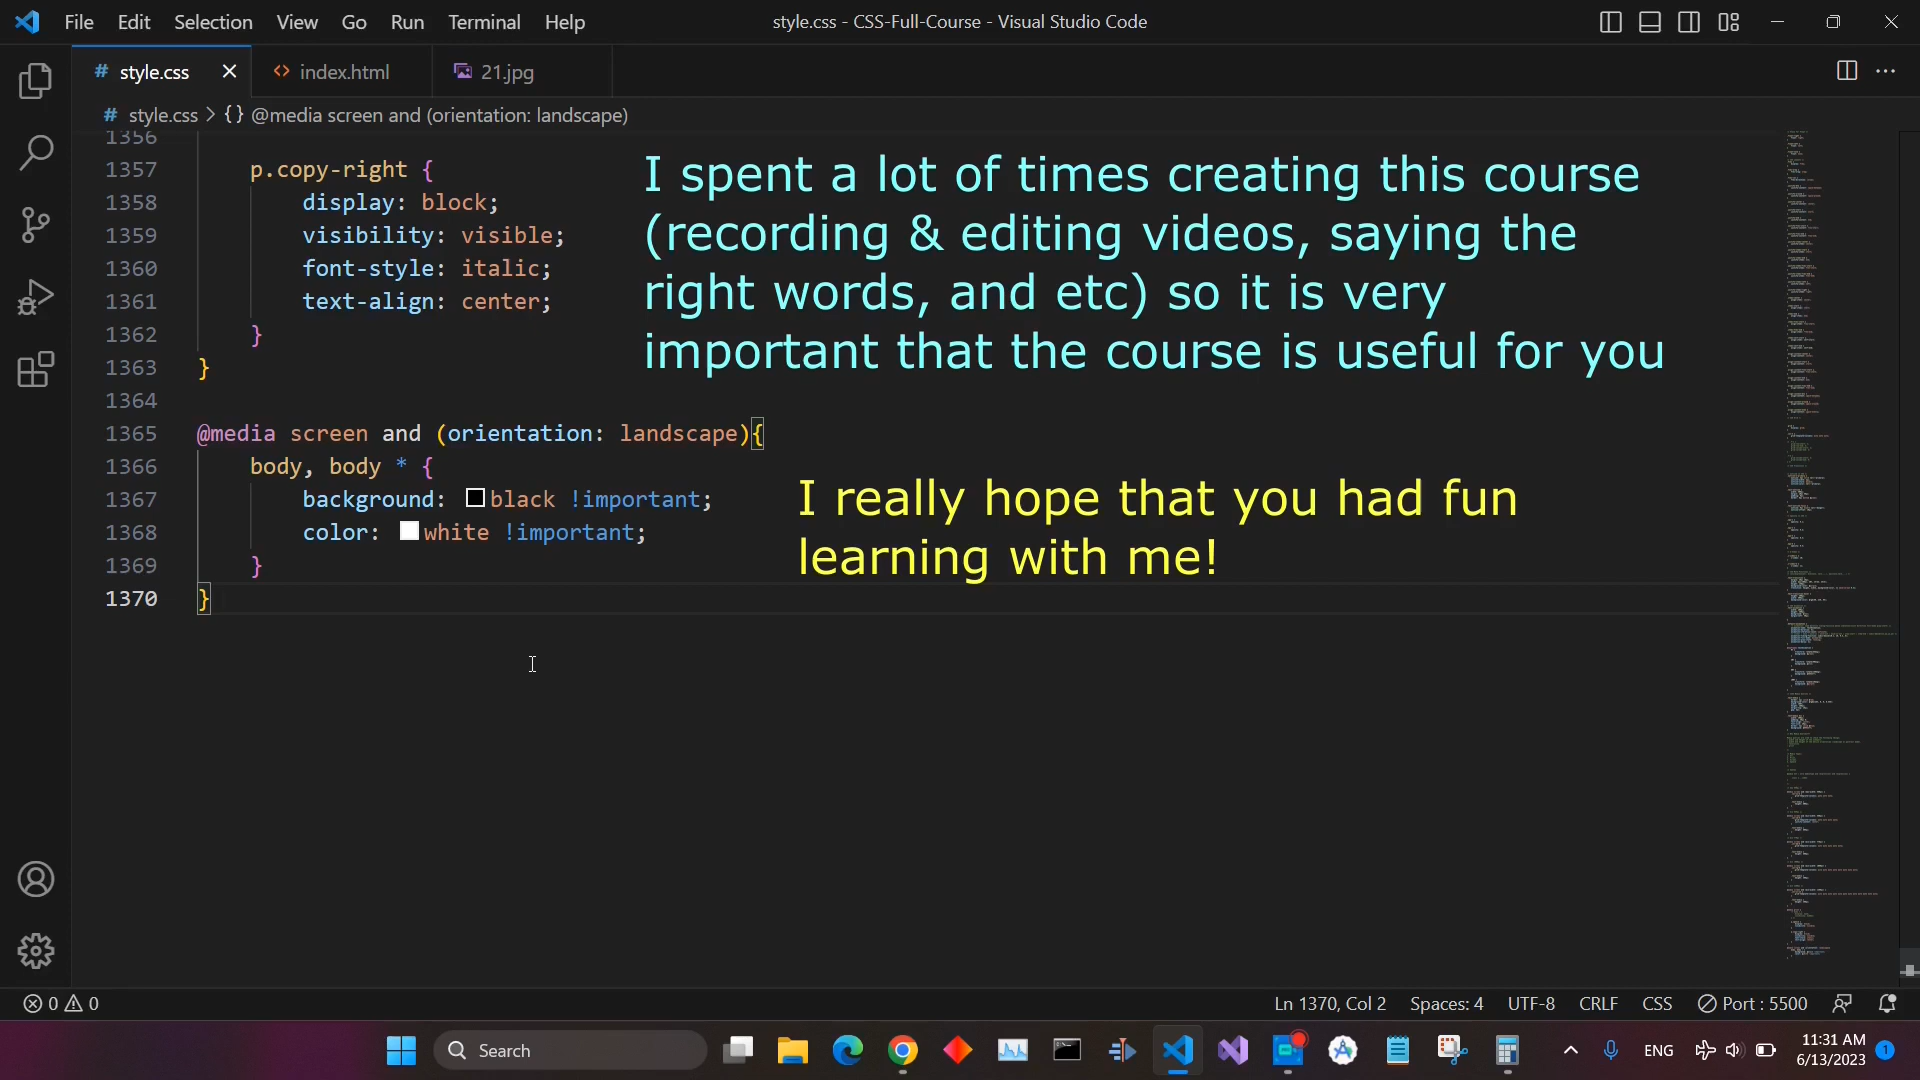 File Edit Selection View Go Run Terminal Help
style.css - CSS-Full-Course - Visual Studio Code
# style.css
<> index.html
21.jpg
# style.css > {} @media screen and (orientation: landscape)
1356
1357 p.copy-right {
1358 display: block;
1359 visibility: visible;
1360 font-style: italic;
1361 text-align: center;
1362 }
1363 }
1364
1365 @media screen and (orientation: landscape){
1366 body, body * {
1367 background: black !important;
1368 color: white !important;
1369 }
1370 }
I spent a lot of times creating this course
(recording & editing videos, saying the
right words, and etc) so it is very
important that the course is useful for you
I really hope that you had fun
learning with me!
0 0
Ln 1370, Col 2 Spaces: 4 UTF-8 CRLF CSS Port : 5500
Search
ENG
11:31 AM
6/13/2023
1